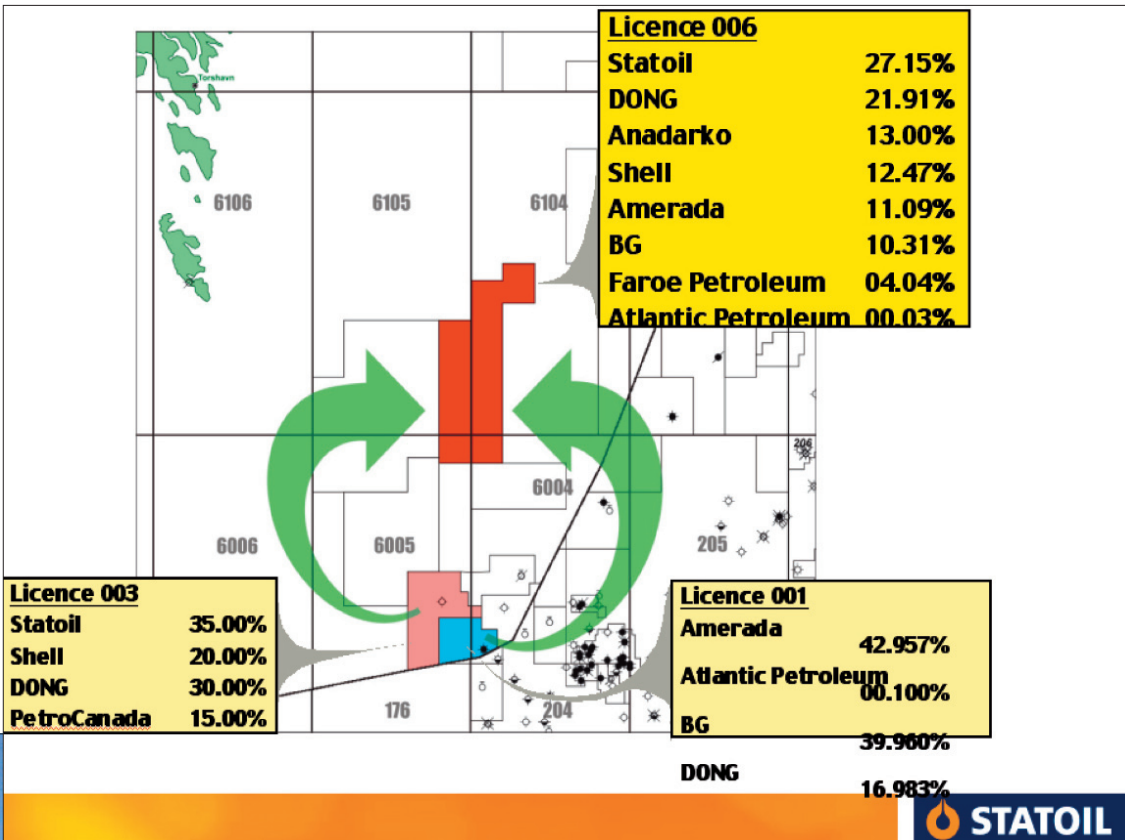 Licence 006
Statoil 27.15%
DONG 21.91%
Anadarko 13.00%
Shell 12.47%
Amerada 11.09%
BG 10.31%
Faroe Petroleum 04.04%
Atlantic Petroleum 00.03%
Torshavn
6106 6105 6104
206
6004
6006 6005 205
Licence 003
Statoil 35.00%
Shell 20.00%
DONG 30.00%
PetroCanada 15.00%
176 204
Licence 001
Amerada
42.957%
Atlantic Petroleum
00.100%
BG
39.960%
DONG
16.983%
STATOIL